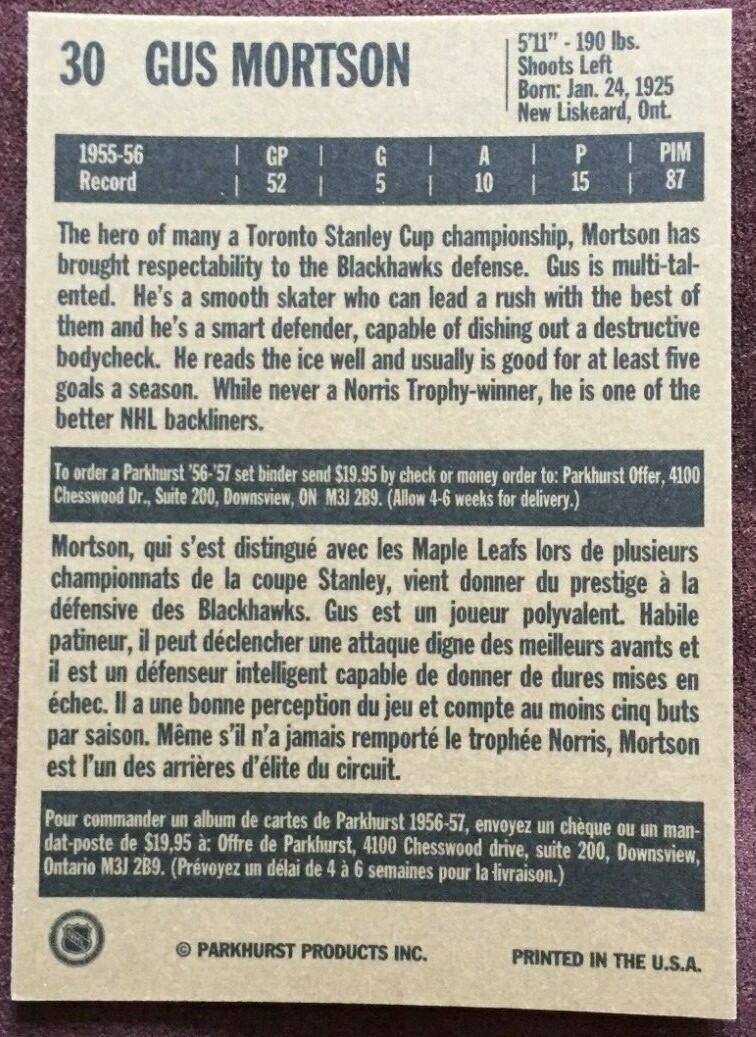 30 GUS MORTSON
5'11" - 190 lbs.
Shoots Left
Born: Jan. 24, 1925
New Liskeard, Ont.
1955-56 | GP | G | A | P | PIM
Record | 52 | 5 | 10 | 15 | 87
The hero of many a Toronto Stanley Cup championship, Mortson has
brought respectability to the Blackhawks defense. Gus is multi-tal-
ented. He's a smooth skater who can lead a rush with the best of
them and he's a smart defender, capable of dishing out a destructive
bodycheck. He reads the ice well and usually is good for at least five
goals a season. While never a Norris Trophy-winner, he is one of the
better NHL backliners.
To order a Parkhurst '56-'57 set binder send $19.95 by check or money order to: Parkhurst Offer, 4100
Chesswood Dr., Suite 200, Downsview, ON M3J 2B9. (Allow 4-6 weeks for delivery.)
Mortson, qui s'est distingué avec les Maple Leafs lors de plusieurs
championnats de la coupe Stanley, vient donner du prestige à la
défensive des Blackhawks. Gus est un joueur polyvalent. Habile
patineur, il peut déclencher une attaque digne des meilleurs avants et
il est un défenseur intelligent capable de donner de dures mises en
échec. Il a une bonne perception du jeu et compte au moins cinq buts
par saison. Même s'il n'a jamais remporté le trophée Norris, Mortson
est l'un des arrières d'élite du circuit.
Pour commander un album de cartes de Parkhurst 1956-57, envoyez un chèque ou un man-
dat-poste de $19,95 à: Offre de Parkhurst, 4100 Chesswood drive, suite 200, Downsview,
Ontario M3J 2B9. (Prévoyez un délai de 4 à 6 semaines pour la livraison.)
NHL
© PARKHURST PRODUCTS INC.
PRINTED IN THE U.S.A.